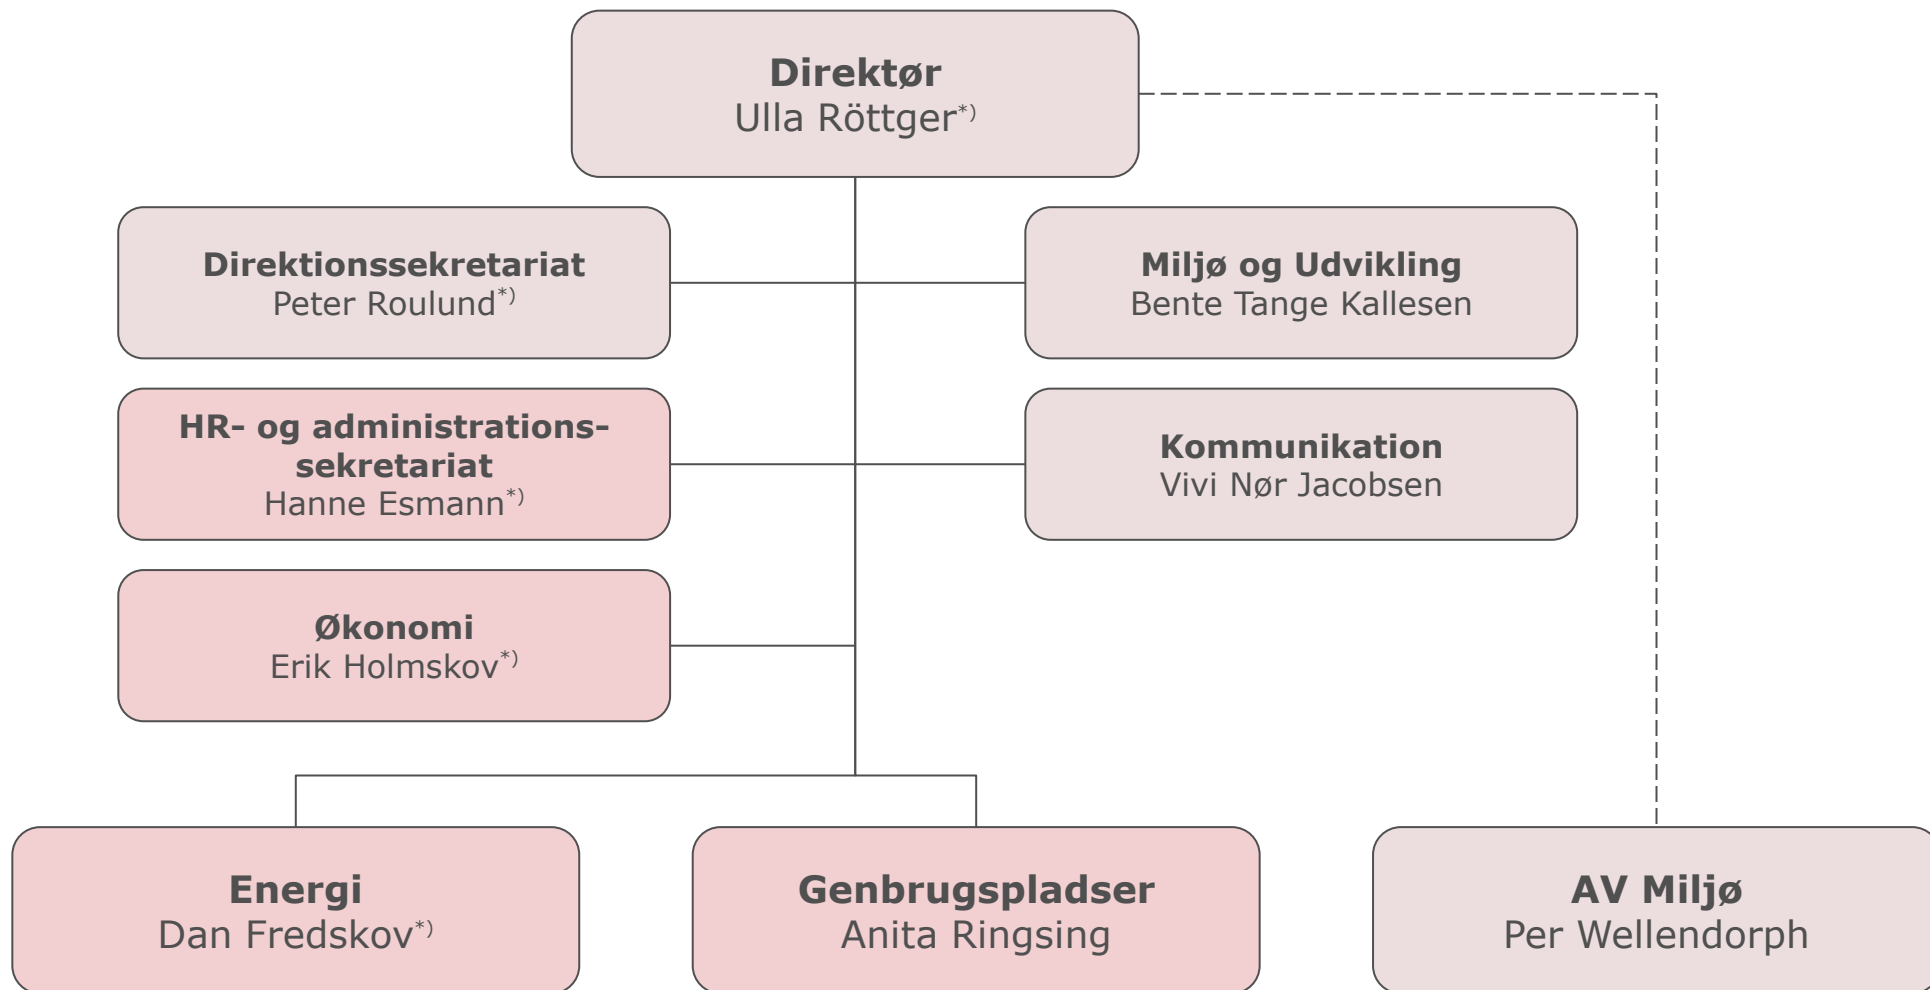 Direktør
Ulla Röttger*)
Direktionssekretariat
Peter Roulund*)
Miljø og Udvikling
Bente Tange Kallesen
HR- og administrations-
sekretariat
Hanne Esmann*)
Kommunikation
Vivi Nør Jacobsen
Økonomi
Erik Holmskov*)
Energi
Dan Fredskov*)
Genbrugspladser
Anita Ringsing
AV Miljø
Per Wellendorph